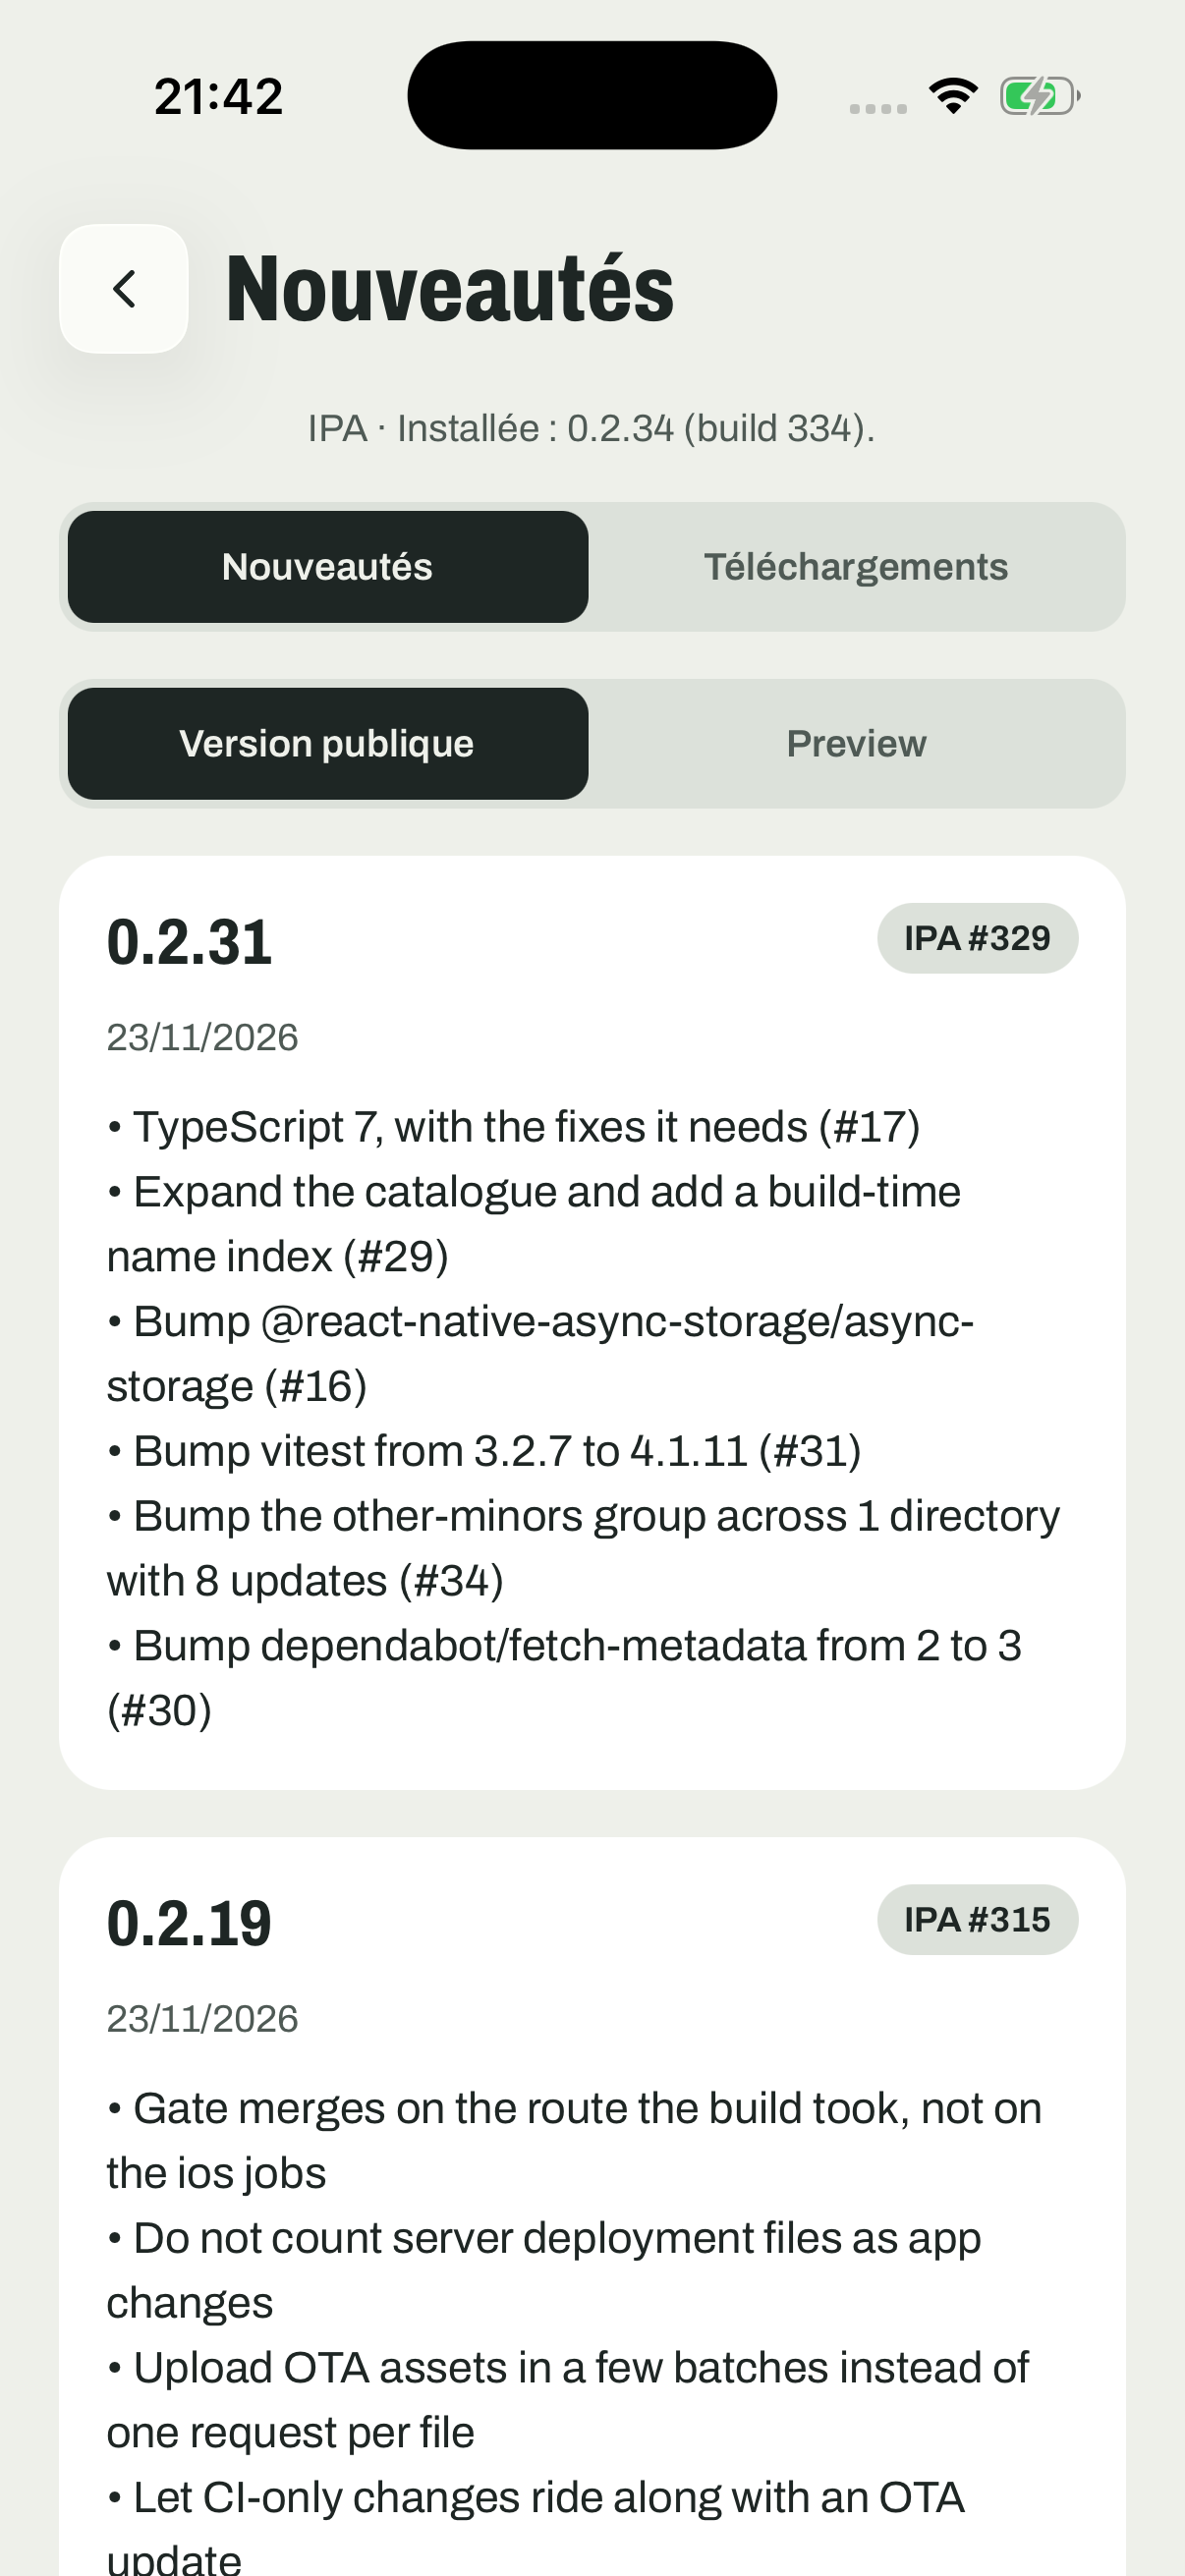 21:42
Nouveautés
IPA · Installée : 0.2.34 (build 334).
Nouveautés
Téléchargements
Version publique
Preview
0.2.31
IPA #329
23/11/2026
• TypeScript 7, with the fixes it needs (#17)
• Expand the catalogue and add a build-time
name index (#29)
• Bump @react-native-async-storage/async-
storage (#16)
• Bump vitest from 3.2.7 to 4.1.11 (#31)
• Bump the other-minors group across 1 directory
with 8 updates (#34)
• Bump dependabot/fetch-metadata from 2 to 3
(#30)
0.2.19
IPA #315
23/11/2026
• Gate merges on the route the build took, not on
the ios jobs
• Do not count server deployment files as app
changes
• Upload OTA assets in a few batches instead of
one request per file
• Let CI-only changes ride along with an OTA
update